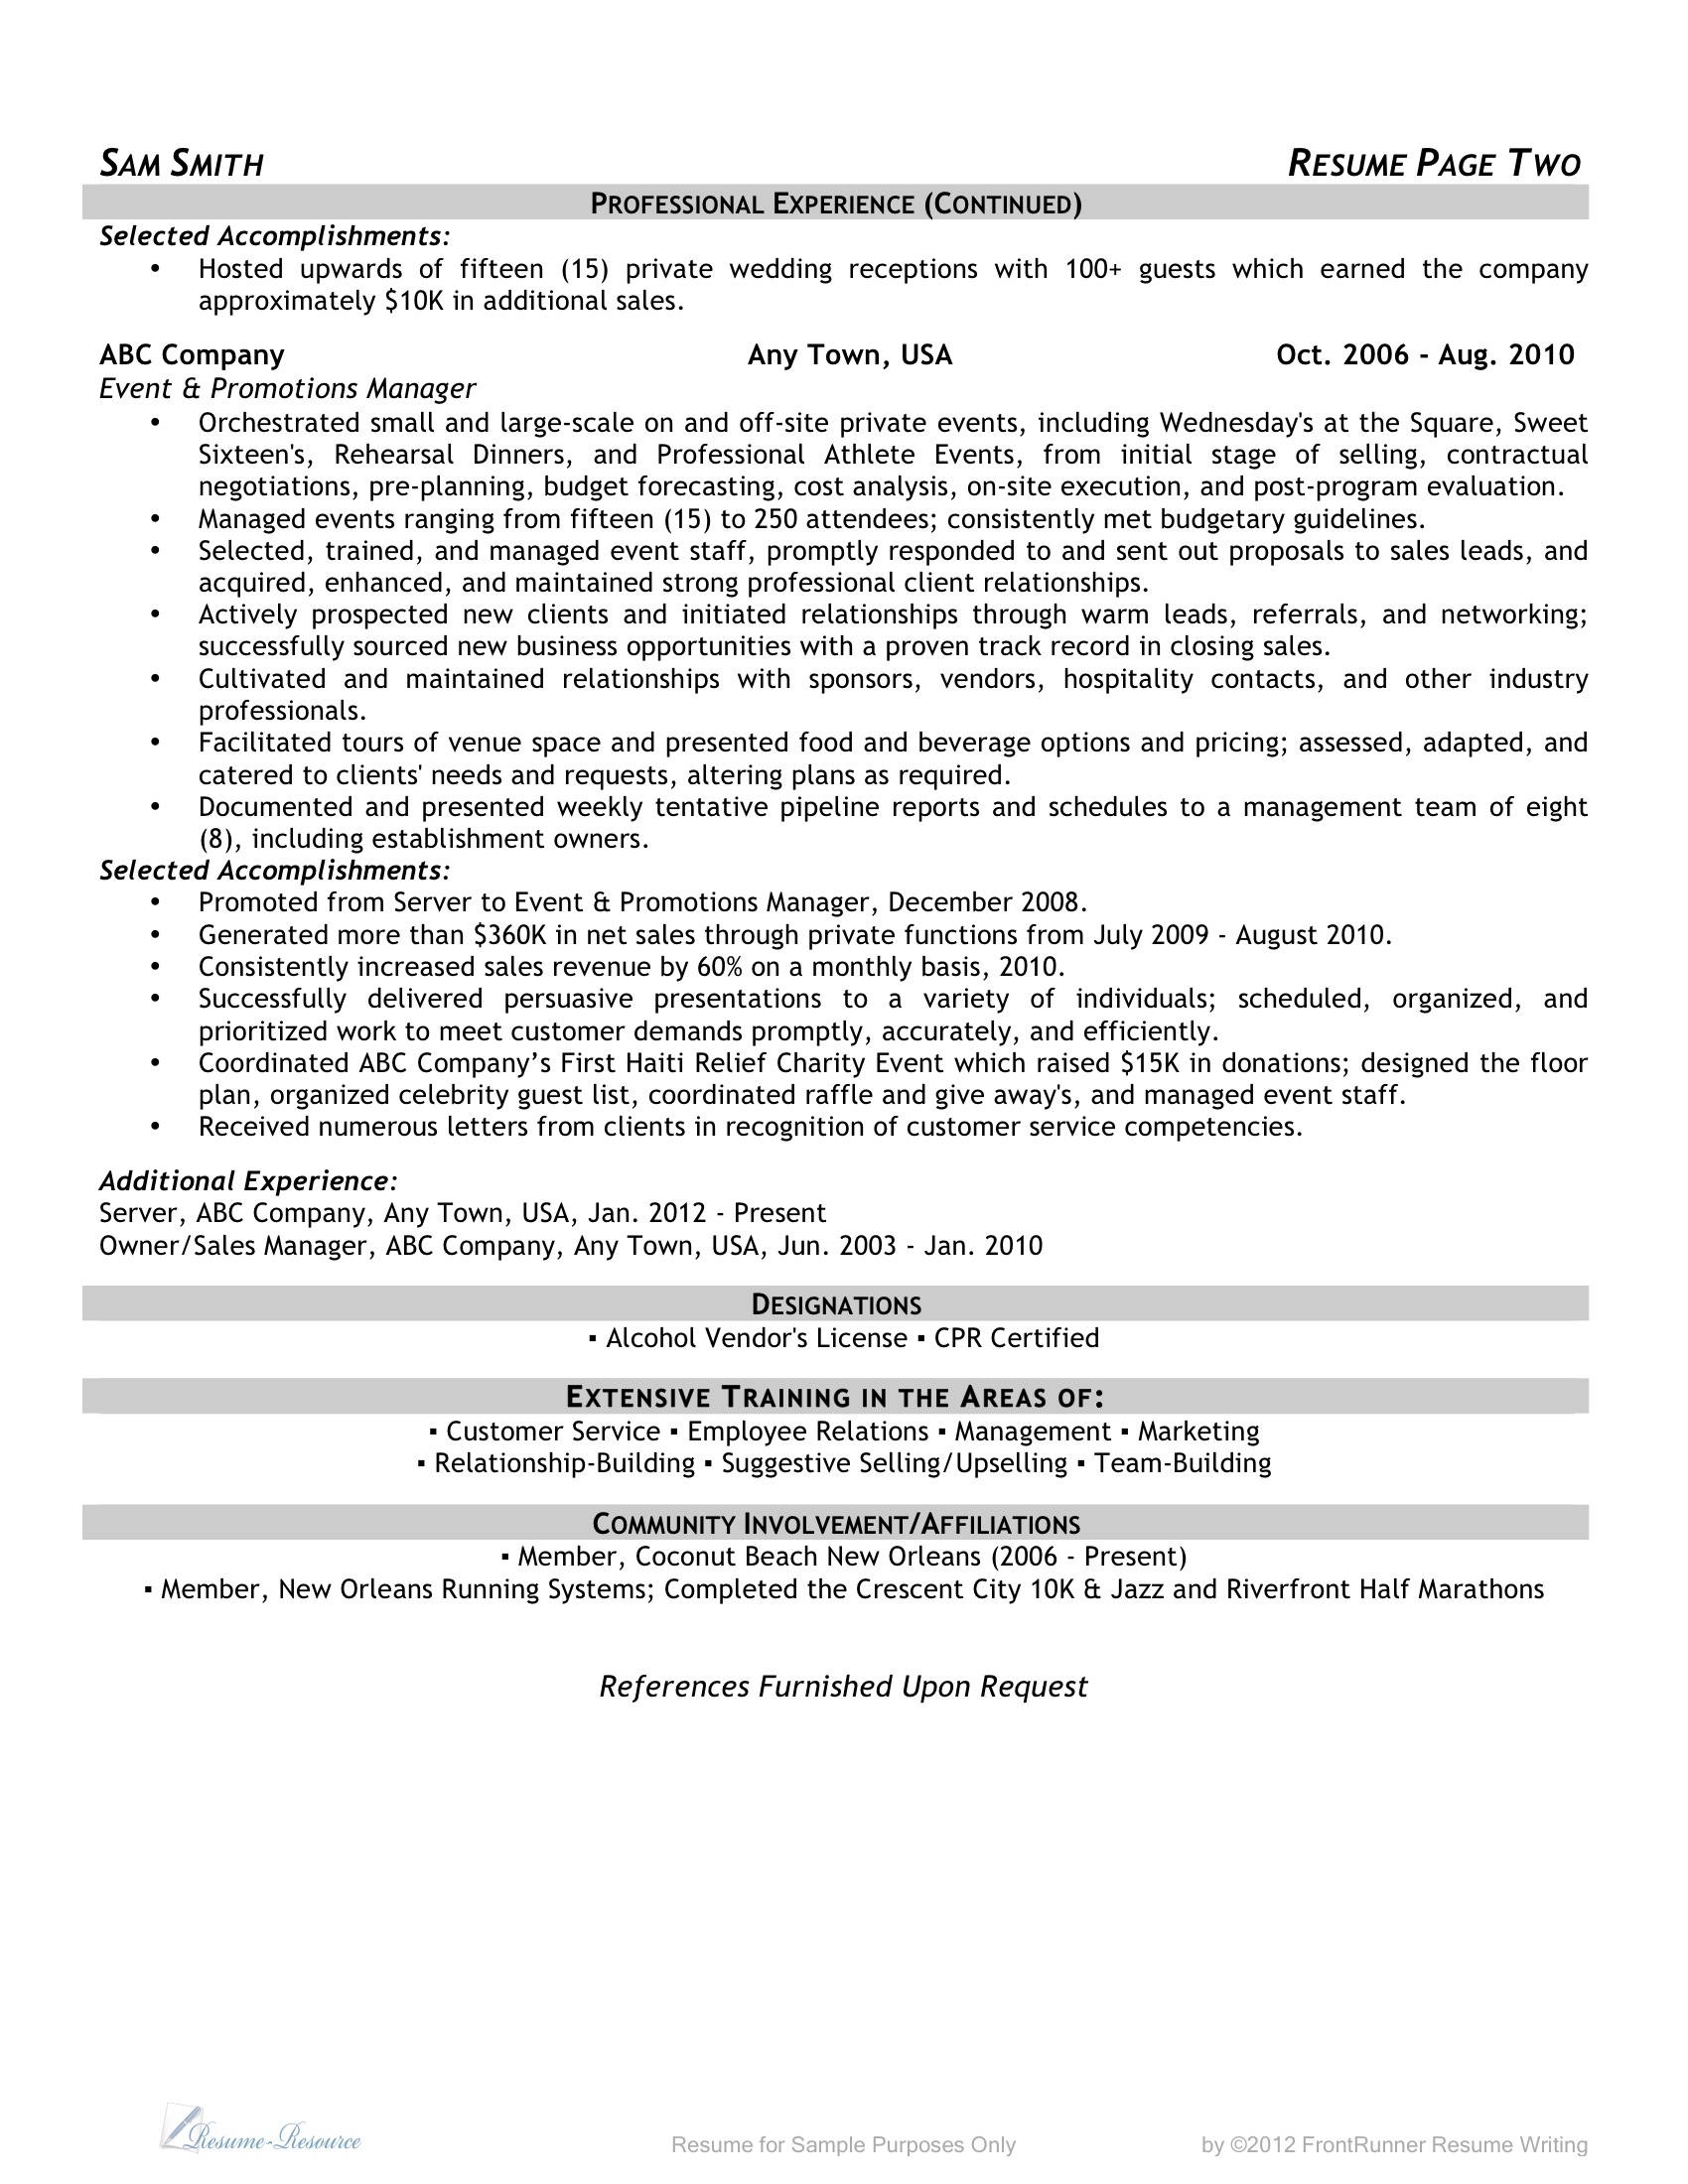 SAM SMITH RESUME PAGE TWO
PROFESSIONAL EXPERIENCE (CONTINUED)
Selected Accomplishments:
• Hosted upwards of fifteen (15) private wedding receptions with 100+ guests which earned the company
approximately $10K in additional sales.
ABC Company Any Town, USA Oct. 2006 - Aug. 2010
Event & Promotions Manager
• Orchestrated small and large-scale on and off-site private events, including Wednesday's at the Square, Sweet
Sixteen's, Rehearsal Dinners, and Professional Athlete Events, from initial stage of selling, contractual
negotiations, pre-planning, budget forecasting, cost analysis, on-site execution, and post-program evaluation.
• Managed events ranging from fifteen (15) to 250 attendees; consistently met budgetary guidelines.
• Selected, trained, and managed event staff, promptly responded to and sent out proposals to sales leads, and
acquired, enhanced, and maintained strong professional client relationships.
• Actively prospected new clients and initiated relationships through warm leads, referrals, and networking;
successfully sourced new business opportunities with a proven track record in closing sales.
• Cultivated and maintained relationships with sponsors, vendors, hospitality contacts, and other industry
professionals.
• Facilitated tours of venue space and presented food and beverage options and pricing; assessed, adapted, and
catered to clients' needs and requests, altering plans as required.
• Documented and presented weekly tentative pipeline reports and schedules to a management team of eight
(8), including establishment owners.
Selected Accomplishments:
• Promoted from Server to Event & Promotions Manager, December 2008.
• Generated more than $360K in net sales through private functions from July 2009 - August 2010.
• Consistently increased sales revenue by 60% on a monthly basis, 2010.
• Successfully delivered persuasive presentations to a variety of individuals; scheduled, organized, and
prioritized work to meet customer demands promptly, accurately, and efficiently.
• Coordinated ABC Company’s First Haiti Relief Charity Event which raised $15K in donations; designed the floor
plan, organized celebrity guest list, coordinated raffle and give away's, and managed event staff.
• Received numerous letters from clients in recognition of customer service competencies.
Additional Experience:
Server, ABC Company, Any Town, USA, Jan. 2012 - Present
Owner/Sales Manager, ABC Company, Any Town, USA, Jun. 2003 - Jan. 2010
DESIGNATIONS
▪ Alcohol Vendor's License ▪ CPR Certified
EXTENSIVE TRAINING IN THE AREAS OF:
▪ Customer Service ▪ Employee Relations ▪ Management ▪ Marketing
▪ Relationship-Building ▪ Suggestive Selling/Upselling ▪ Team-Building
COMMUNITY INVOLVEMENT/AFFILIATIONS
▪ Member, Coconut Beach New Orleans (2006 - Present)
▪ Member, New Orleans Running Systems; Completed the Crescent City 10K & Jazz and Riverfront Half Marathons
References Furnished Upon Request
Resume-Resource Resume for Sample Purposes Only by ©2012 FrontRunner Resume Writing